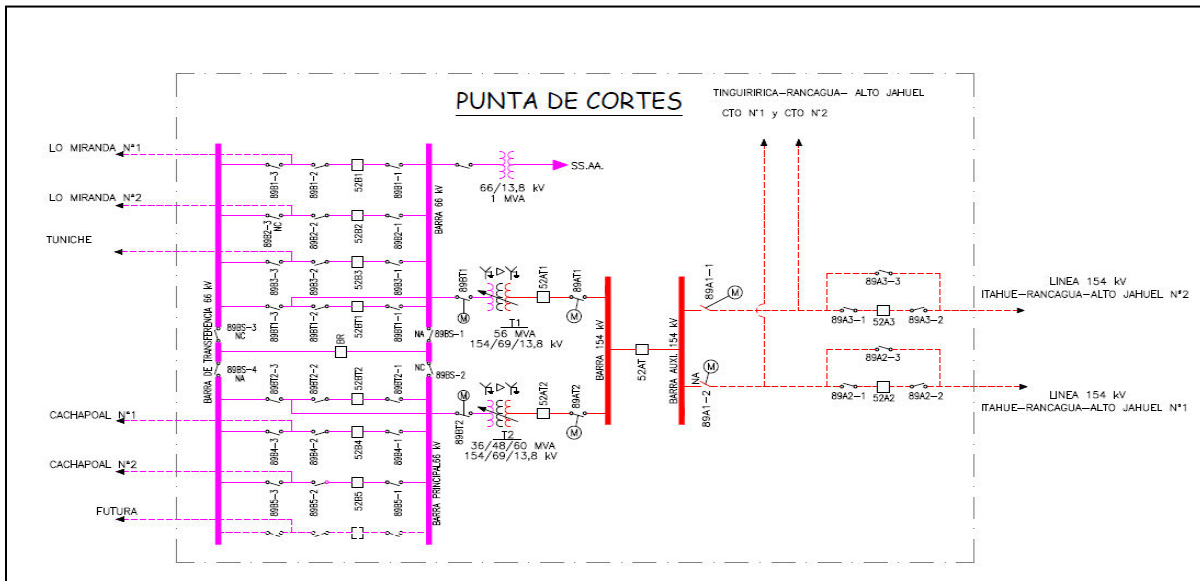 PUNTA DE CORTES
TINGUIRIRICA-RANCAGUA- ALTO JAHUEL
CTO N°1 y CTO N°2
LO MIRANDA Nª1
LO MIRANDA Nª2
TUNICHE
CACHAPOAL Nª1
CACHAPOAL Nª2
FUTURA
89B1-3
89B1-2
52B1
89B1-1
89B2-3
NC
89B2-2
52B2
89B2-1
89B3-3
89B3-2
52B3
89B3-1
89BT1-3
89BT1-2
52BT1
89BT1-1
89BS-3
NC
BR
NA
89BS-1
89BS-4
NA
NC
89BS-2
89BT2-3
89BT2-2
52BT2
89BT2-1
89B4-3
89B4-2
52B4
89B4-1
89B5-3
89B5-2
52B5
89B5-1
BARRA DE TRANSFERENCIA 66 kV
BARRA 66 kV
BARRA PRINCIPAL66 kV
SS.AA.
66/13,8 kV
1 MVA
89BT1
M
T1
56 MVA
154/69/13,8 kV
52AT1
89AT1
M
89BT2
M
T2
36/48/60 MVA
154/69/13,8 kV
52AT2
89AT2
M
BARRA 154 kV
52AT
BARRA AUXI. 154 kV
89A1-1
M
89A1-2
NA
M
89A3-3
89A3-1
52A3
89A3-2
89A2-3
89A2-1
52A2
89A2-2
LINEA 154 kV
ITAHUE-RANCAGUA-ALTO JAHUEL Nª2
LINEA 154 kV
ITAHUE-RANCAGUA-ALTO JAHUEL Nª1